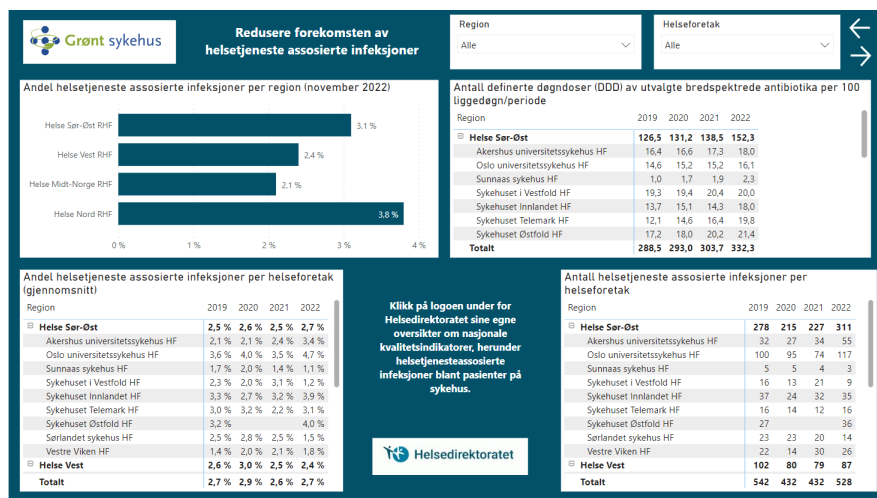 Grønt sykehus
Redusere forekomsten av
helsetjeneste assosierte infeksjoner
Region
Alle
Helseforetak
Alle
Andel helsetjeneste assosierte infeksjoner per region (november 2022)
Helse Sør-Øst RHF 3,1 %
Helse Vest RHF 2,4 %
Helse Midt-Norge RHF 2,1 %
Helse Nord RHF 3,8 %
0 % 1 % 2 % 3 % 4 %
Antall definerte døgndoser (DDD) av utvalgte bredspektrede antibiotika per 100
liggedøgn/periode
Region 2019 2020 2021 2022
Helse Sør-Øst 126,5 131,2 138,5 152,3
Akershus universitetssykehus HF 16,4 16,6 17,3 18,0
Oslo universitetssykehus HF 14,6 15,2 15,2 16,1
Sunnaas sykehus HF 1,0 1,7 1,9 2,3
Sykehuset i Vestfold HF 19,3 19,4 20,4 20,0
Sykehuset Innlandet HF 13,7 15,1 14,3 18,0
Sykehuset Telemark HF 12,1 14,6 16,4 19,8
Sykehuset Østfold HF 17,2 18,0 20,2 21,4
Totalt 288,5 293,0 303,7 332,3
Andel helsetjeneste assosierte infeksjoner per helseforetak
(gjennomsnitt)
Region 2019 2020 2021 2022
Helse Sør-Øst 2,5 % 2,6 % 2,5 % 2,7 %
Akershus universitetssykehus HF 2,1 % 2,1 % 2,4 % 3,4 %
Oslo universitetssykehus HF 3,6 % 4,0 % 3,5 % 4,7 %
Sunnaas sykehus HF 1,7 % 2,0 % 1,4 % 1,1 %
Sykehuset i Vestfold HF 2,3 % 2,0 % 3,1 % 1,2 %
Sykehuset Innlandet HF 3,3 % 2,7 % 3,2 % 3,9 %
Sykehuset Telemark HF 3,0 % 3,2 % 2,2 % 3,1 %
Sykehuset Østfold HF 3,2 % 4,0 %
Sørlandet sykehus HF 2,5 % 2,8 % 2,5 % 1,5 %
Vestre Viken HF 1,4 % 2,0 % 2,1 % 1,8 %
Helse Vest 2,6 % 3,0 % 2,5 % 2,4 %
Totalt 2,7 % 2,9 % 2,6 % 2,7 %
Klikk på logoen under for
Helsedirektoratet sine egne
oversikter om nasjonale
kvalitetsindikatorer, herunder
helsetjenesteassosierte
infeksjoner blant pasienter på
sykehus.
Helsedirektoratet
Antall helsetjeneste assosierte infeksjoner per
helseforetak
Region 2019 2020 2021 2022
Helse Sør-Øst 278 215 227 311
Akershus universitetssykehus HF 32 27 34 55
Oslo universitetssykehus HF 100 95 74 117
Sunnaas sykehus HF 5 5 4 3
Sykehuset i Vestfold HF 16 13 21 9
Sykehuset Innlandet HF 37 24 32 35
Sykehuset Telemark HF 16 14 12 16
Sykehuset Østfold HF 27 36
Sørlandet sykehus HF 23 23 20 14
Vestre Viken HF 22 14 30 26
Helse Vest 102 80 79 87
Totalt 542 432 432 528